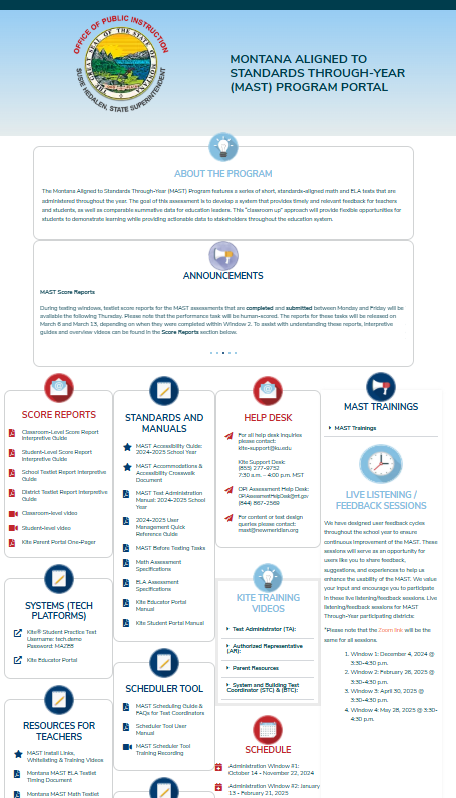 OFFICE OF PUBLIC INSTRUCTION
THE GREAT SEAL OF THE STATE OF MONTANA
SUSIE HEDALEN, STATE SUPERINTENDENT
MONTANA ALIGNED TO
STANDARDS THROUGH-YEAR
(MAST) PROGRAM PORTAL
ABOUT THE PROGRAM
The Montana Aligned to Standards Through-Year (MAST) Program features a series of short, standards-aligned math and ELA tests that are
administered throughout the year. The goal of this assessment is to develop a system that provides timely and relevant feedback for teachers
and students, as well as comparable summative data for education leaders. This "classroom up" approach will provide flexible opportunities for
students to demonstrate learning while providing actionable data to stakeholders throughout the education system.
ANNOUNCEMENTS
MAST Score Reports
During testing windows, testlet score reports for the MAST assessments that are completed and submitted between Monday and Friday will be
available the following Thursday. Please note that the performance task will be human-scored. The reports for those tasks will be released on
March 6 and March 13, depending on when they were completed within Window 2. To assist with understanding these reports, interpretive
guides and overview videos can be found in the Score Reports section below.
SCORE REPORTS
Classroom-Level Score Report
Interpretive Guide
Student-Level Score Report
Interpretive Guide
School Testlet Report Interpretive
Guide
District Testlet Report Interpretive
Guide
Classroom-level video
Student-level video
Kite Parent Portal One-Pager
SYSTEMS (TECH
PLATFORMS)
Kite® Student Practice Test
Username: tech.demo
Password:
Kite Educator Portal
RESOURCES FOR
TEACHERS
MAST Install Links,
Whitelisting & Training Videos
Montana MAST ELA Testlet
Timing Document
Montana MAST Math Testlet
STANDARDS AND
MANUALS
MAST Accessibility Guide:
2024-2025 School Year
MAST Accommodations &
Accessibility Crosswalk
Document
MAST Test Administration
Manual: 2024-2025 School
Year
2024-2025 User
Management Quick
Reference Guide
MAST Before Testing Tasks
Math Assessment
Specifications
ELA Assessment
Specifications
Kite Educator Portal
Manual
Kite Student Portal Manual
SCHEDULER TOOL
MAST Scheduling Guide &
FAQs for Test Coordinators
Scheduler Tool User
Manual
MAST Scheduler Tool
Training Recording
HELP DESK
For all help desk inquiries
please contact:
kite-support@ku.edu
Kite Support Desk:
(855) 277-9752
7:30 a.m. – 4:00 p.m. MST
OPI Assessment Help Desk:
OPIAssessmentHelpDesk@mt.gov
(844) 867-2569
For content or test design
queries please contact:
mast@newmeridian.org
KITE TRAINING
VIDEOS
Test Administrator (TA):
Authorized Representative
(AR):
Parent Resources
System and Building Test
Coordinator (STC) & (BTC):
SCHEDULE
Administration Window #1:
October 14 - November 22, 2024
Administration Window #2: January
13 - February 21, 2025
MAST TRAININGS
MAST Trainings
LIVE LISTENING /
FEEDBACK SESSIONS
We have designed user feedback cycles
throughout the school year to ensure
continuous improvement of the MAST. These
sessions will serve as an opportunity for
users like you to share feedback,
suggestions, and experiences to help us
enhance the usability of the MAST. We value
your input and encourage you to participate
in these live listening/feedback sessions. Live
listening/feedback sessions for MAST
Through-Year participating districts:
*Please note that the Zoom link will be the
same for all sessions.
1. Window 1: December 4, 2024 @
3:30-4:30 p.m.
2. Window 2: February 26, 2025 @
3:30-4:30 p.m.
3. Window 3: April 30, 2025 @
3:30-4:30 p.m.
4. Window 4: May 28, 2025 @ 3:30-
4:30 p.m.